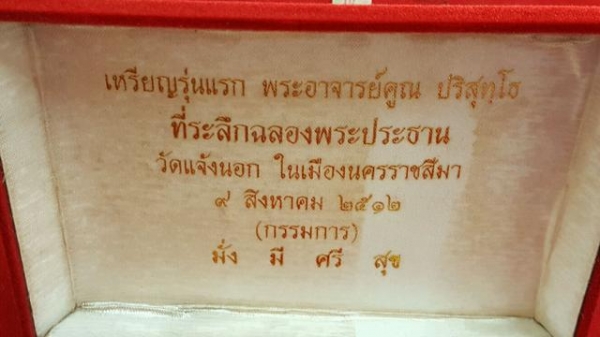 เหรียญรุ่นแรก พระอาจารย์คูณ ปริสุทฺโธ
ที่ระลึกฉลองพระประธาน
วัดแจ้งนอก ในเมืองนครราชสีมา
๙ สิงหาคม ๒๕๑๒
(กรรมการ)
มั่ง มี ศรี สุข